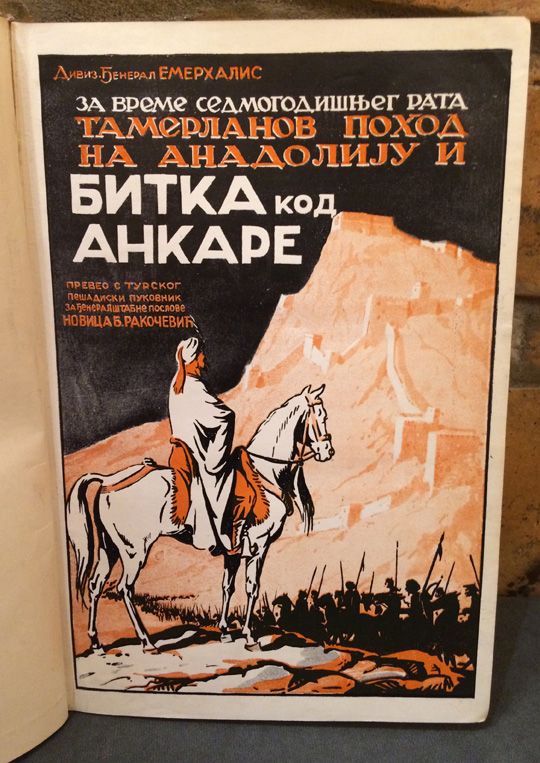 Дивиз. Ђенерал ЕМЕРХАЛИС
ЗА ВРЕМЕ СЕДМОГОДИШЊЕГ РАТА
ТАМЕРЛАНОВ ПОХОД
НА АНАДОЛИЈУ И
БИТКА КОД
АНКАРЕ
ПРЕВЕО С ТУРСКОГ
ПЕШАДИСКИ ПУКОВНИК
ЗА ЂЕНЕРАЛШТАБНЕ ПОСЛОВЕ
НОВИЦА Б. РАКОЧЕВИЋ